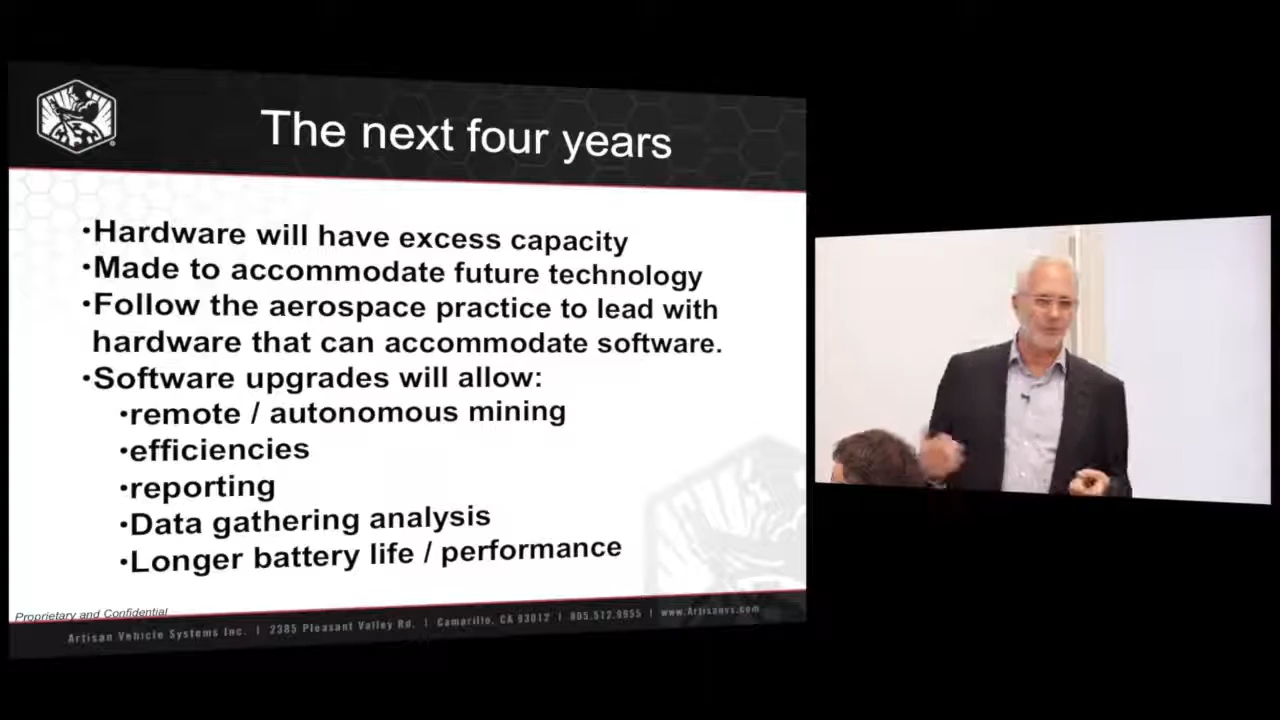 The next four years
•Hardware will have excess capacity
•Made to accommodate future technology
•Follow the aerospace practice to lead with
hardware that can accommodate software.
•Software upgrades will allow:
•remote / autonomous mining
•efficiencies
•reporting
•Data gathering analysis
•Longer battery life / performance
Proprietary and Confidential
Artisan Vehicle Systems Inc. | 2385 Pleasant Valley Rd. | Camarillo, CA 93012 | 805.512.9955 | www.Artisanvs.com